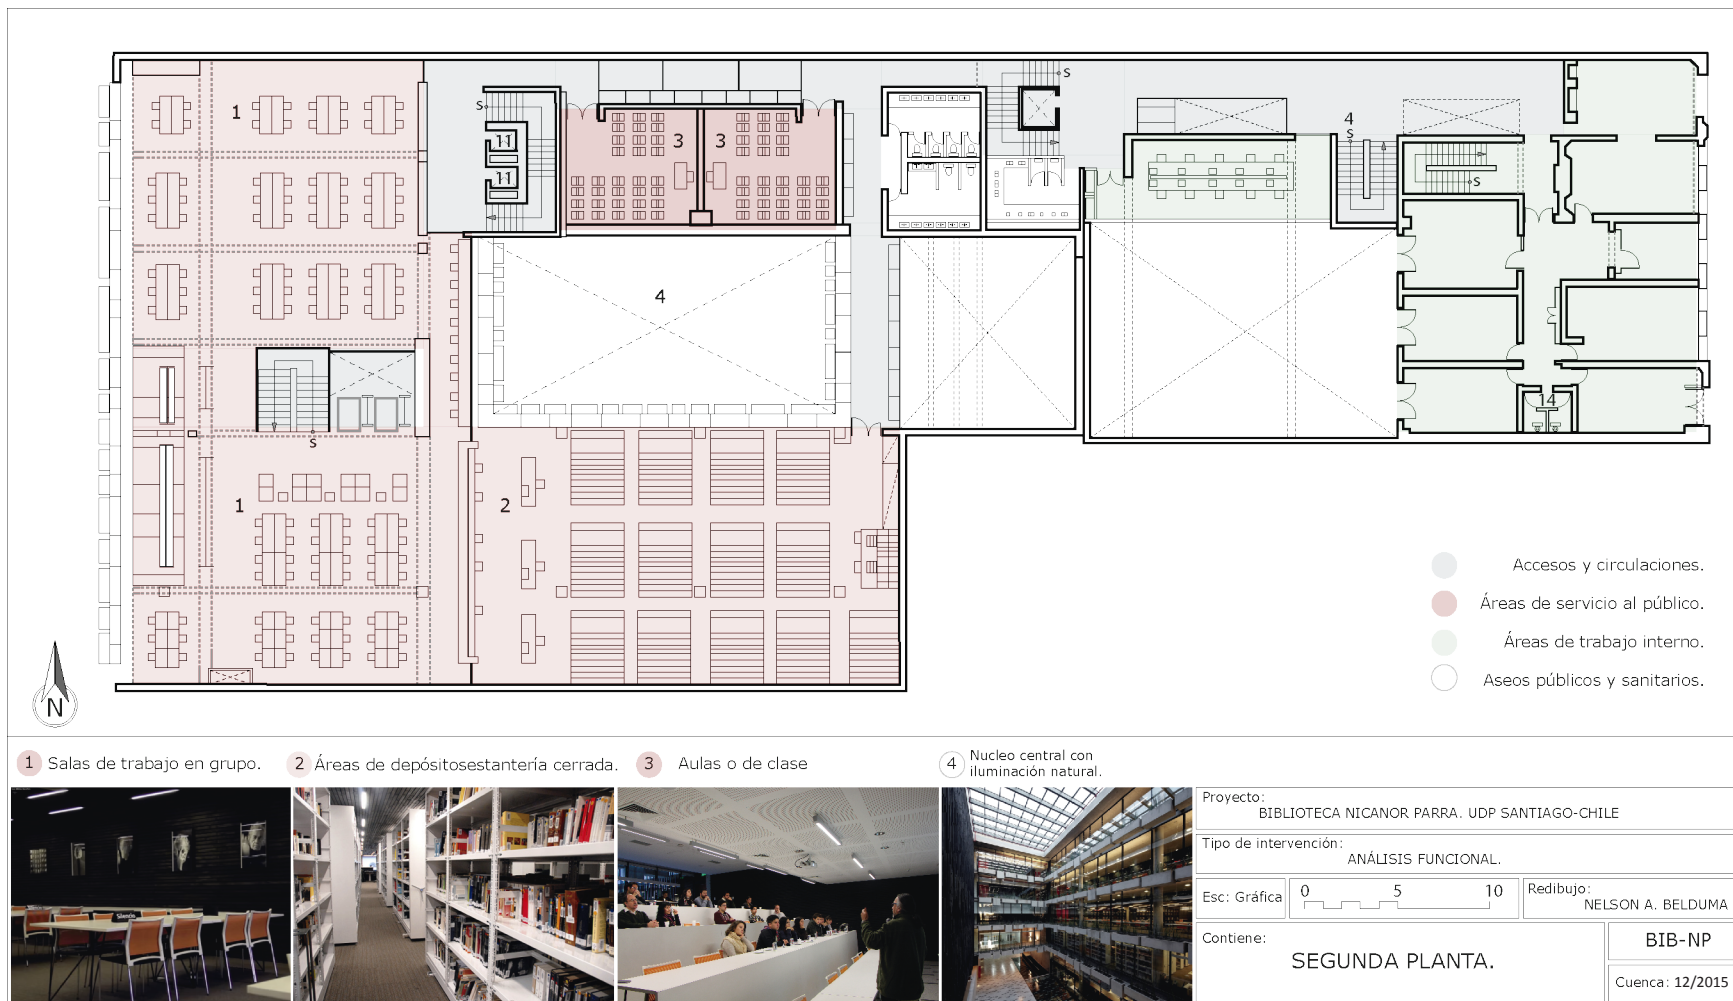 1
S
11
11
3
3
S
4
S
S
4
S
14
1
2
Accesos y circulaciones.
Áreas de servicio al público.
Áreas de trabajo interno.
Aseos públicos y sanitarios.
N
1 Salas de trabajo en grupo.
2 Áreas de depósitosestantería cerrada.
3 Aulas o de clase
4 Nucleo central con
iluminación natural.
Proyecto:
BIBLIOTECA NICANOR PARRA. UDP SANTIAGO-CHILE
Tipo de intervención:
ANÁLISIS FUNCIONAL.
Esc: Gráfica
0 5 10
Redibujo:
NELSON A. BELDUMA
Contiene:
SEGUNDA PLANTA.
BIB-NP
Cuenca: 12/2015